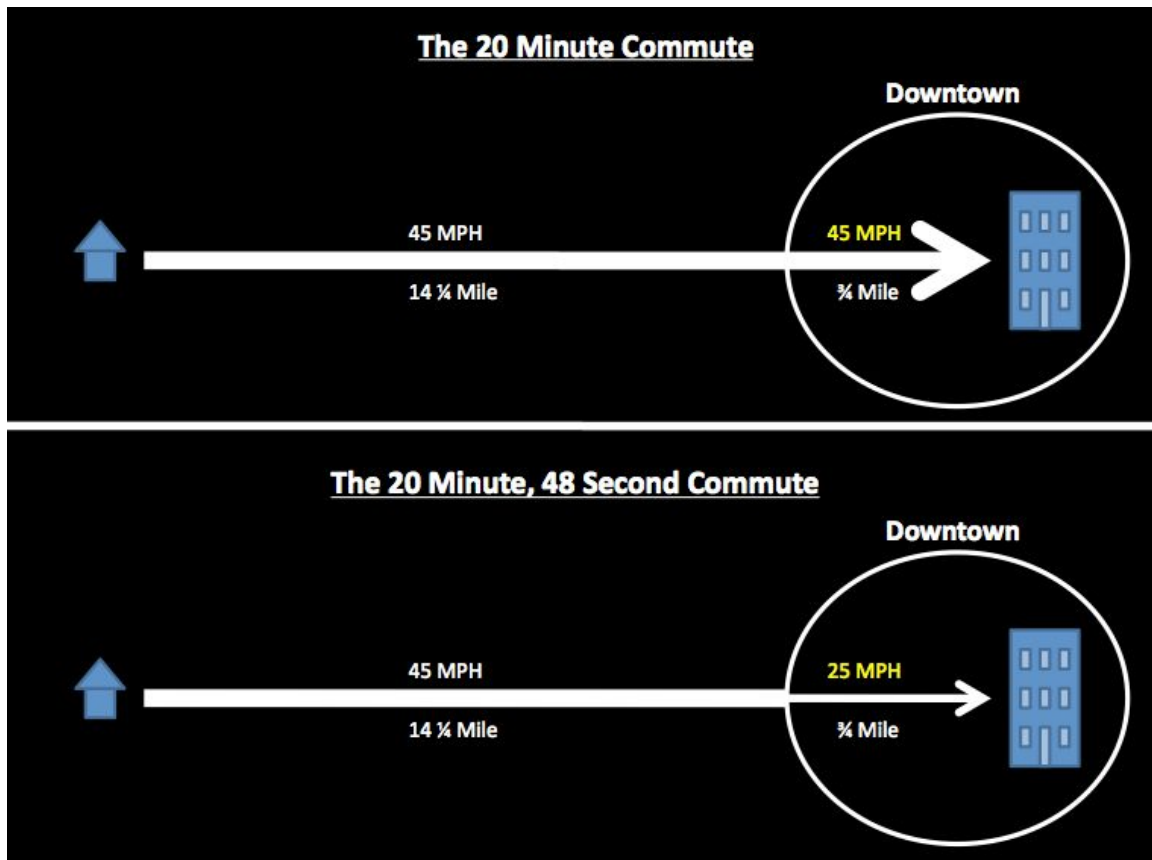 The 20 Minute Commute
Downtown
45 MPH
45 MPH
14 ¼ Mile
¾ Mile
The 20 Minute, 48 Second Commute
Downtown
45 MPH
25 MPH
14 ¼ Mile
¾ Mile